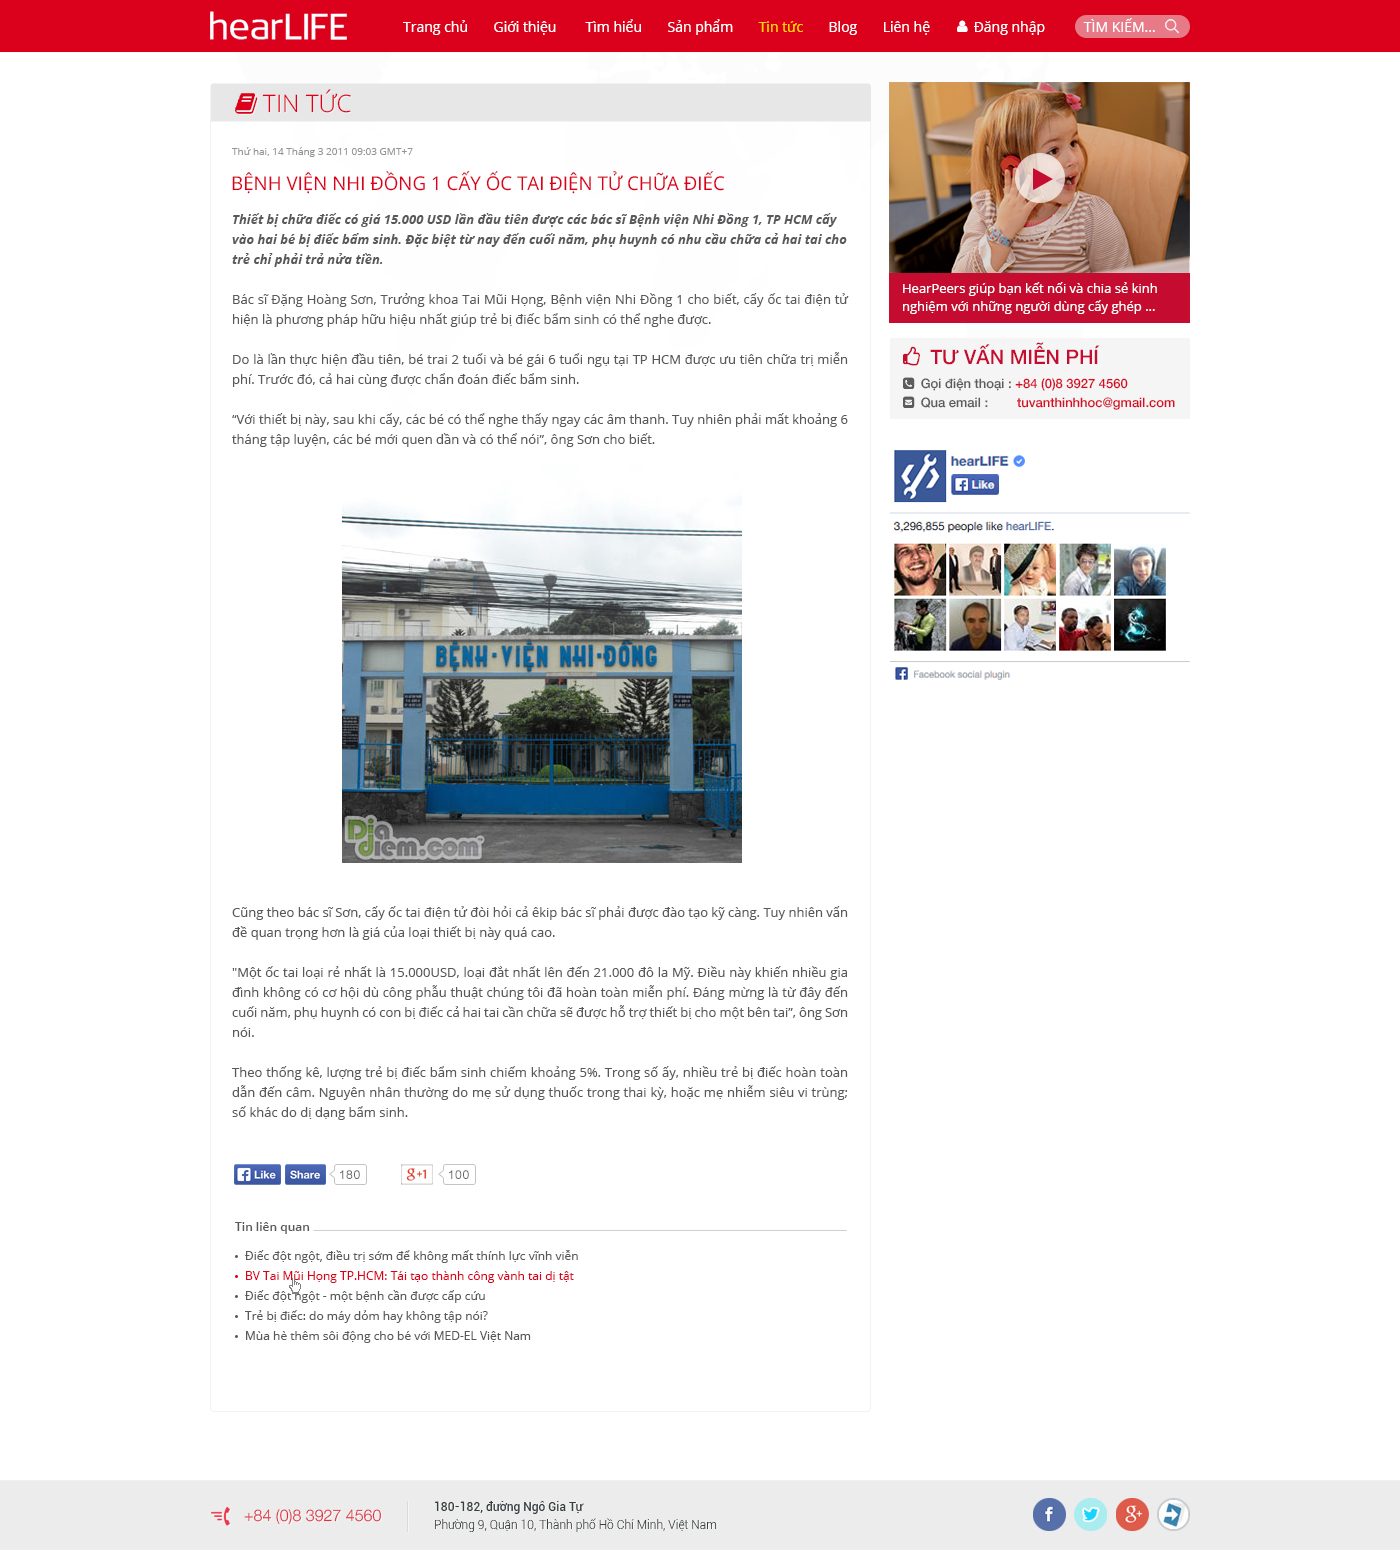 hearLIFE
Trang chủ Giới thiệu Tìm hiểu Sản phẩm Tin tức Blog Liên hệ Đăng nhập TÌM KIẾM...
TIN TỨC
Thứ hai, 14 Tháng 3 2011 09:03 GMT+7
BỆNH VIỆN NHI ĐỒNG 1 CẤY ỐC TAI ĐIỆN TỬ CHỮA ĐIẾC
Thiết bị chữa điếc có giá 15.000 USD lần đầu tiên được các bác sĩ Bệnh viện Nhi Đồng 1, TP HCM cấy
vào hai bé bị điếc bẩm sinh. Đặc biệt từ nay đến cuối năm, phụ huynh có nhu cầu chữa cả hai tai cho
trẻ chỉ phải trả nửa tiền.
Bác sĩ Đặng Hoàng Sơn, Trưởng khoa Tai Mũi Họng, Bệnh viện Nhi Đồng 1 cho biết, cấy ốc tai điện tử
hiện là phương pháp hữu hiệu nhất giúp trẻ bị điếc bẩm sinh có thể nghe được.
Do là lần thực hiện đầu tiên, bé trai 2 tuổi và bé gái 6 tuổi ngụ tại TP HCM được ưu tiên chữa trị miễn
phí. Trước đó, cả hai cùng được chẩn đoán điếc bẩm sinh.
“Với thiết bị này, sau khi cấy, các bé có thể nghe thấy ngay các âm thanh. Tuy nhiên phải mất khoảng 6
tháng tập luyện, các bé mới quen dần và có thể nói”, ông Sơn cho biết.
BỆNH·VIỆN NHI·ĐỒNG
Diadiem.com
Cũng theo bác sĩ Sơn, cấy ốc tai điện tử đòi hỏi cả êkip bác sĩ phải được đào tạo kỹ càng. Tuy nhiên vấn
đề quan trọng hơn là giá của loại thiết bị này quá cao.
"Một ốc tai loại rẻ nhất là 15.000USD, loại đắt nhất lên đến 21.000 đô la Mỹ. Điều này khiến nhiều gia
đình không có cơ hội dù công phẫu thuật chúng tôi đã hoàn toàn miễn phí. Đáng mừng là từ đây đến
cuối năm, phụ huynh có con bị điếc cả hai tai cần chữa sẽ được hỗ trợ thiết bị cho một bên tai”, ông Sơn
nói.
Theo thống kê, lượng trẻ bị điếc bẩm sinh chiếm khoảng 5%. Trong số ấy, nhiều trẻ bị điếc hoàn toàn
dẫn đến câm. Nguyên nhân thường do mẹ sử dụng thuốc trong thai kỳ, hoặc mẹ nhiễm siêu vi trùng;
số khác do dị dạng bẩm sinh.
Like Share 180 g+1 100
Tin liên quan
• Điếc đột ngột, điều trị sớm để không mất thính lực vĩnh viễn
• BV Tai Mũi Họng TP.HCM: Tái tạo thành công vành tai dị tật
• Điếc đột ngột - một bệnh cần được cấp cứu
• Trẻ bị điếc: do máy dỏm hay không tập nói?
• Mùa hè thêm sôi động cho bé với MED-EL Việt Nam
HearPeers giúp bạn kết nối và chia sẻ kinh
nghiệm với những người dùng cấy ghép ...
TƯ VẤN MIỄN PHÍ
Gọi điện thoại : +84 (0)8 3927 4560
Qua email : tuvanthinhhoc@gmail.com
hearLIFE
Like
3,296,855 people like hearLIFE.
Facebook social plugin
+84 (0)8 3927 4560
180-182, đường Ngô Gia Tự
Phường 9, Quận 10, Thành phố Hồ Chí Minh, Việt Nam